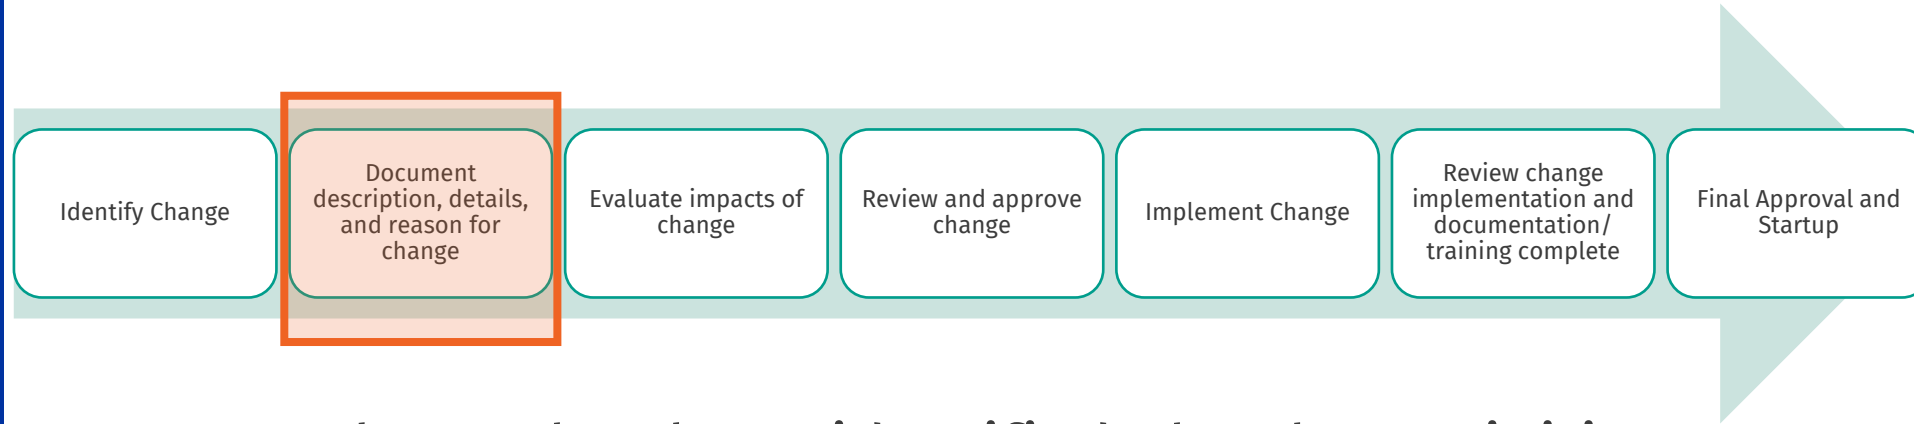 Identify Change
Document
description, details,
and reason for
change
Evaluate impacts of
change
Review and approve
change
Implement Change
Review change
implementation and
documentation/
training complete
Final Approval and
Startup